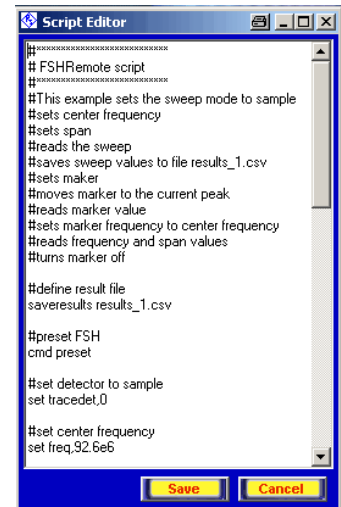 Script Editor
#**************************
# FSHRemote script
#**************************
#This example sets the sweep mode to sample
#sets center frequency
#sets span
#reads the sweep
#saves sweep values to file results_1.csv
#sets maker
#moves marker to the current peak
#reads marker value
#sets marker frequency to center frequency
#reads frequency and span values
#turns marker off
#define result file
saveresults results_1.csv
#preset FSH
cmd preset
#set detector to sample
set tracedet,0
#set center frequency
set freq,92.6e6
Save Cancel